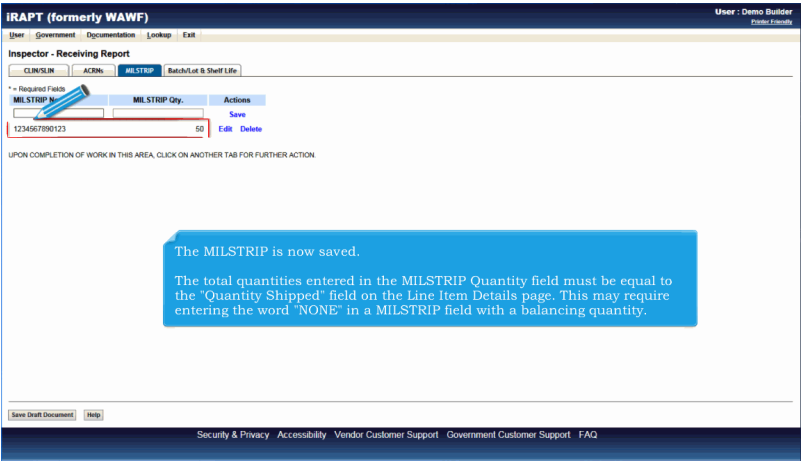 iRAPT (formerly WAWF)
User : Demo Builder
Printer Friendly
User Government Documentation Lookup Exit
Inspector - Receiving Report
CLIN/SLIN ACRNs MILSTRIP Batch/Lot & Shelf Life
* = Required Fields
MILSTRIP MILSTRIP Qty. Actions
Save
1234567890123 50 Edit Delete
UPON COMPLETION OF WORK IN THIS AREA, CLICK ON ANOTHER TAB FOR FURTHER ACTION.
The MILSTRIP is now saved.
The total quantities entered in the MILSTRIP Quantity field must be equal to
the "Quantity Shipped" field on the Line Item Details page. This may require
entering the word "NONE" in a MILSTRIP field with a balancing quantity.
Save Draft Document Help
Security & Privacy Accessibility Vendor Customer Support Government Customer Support FAQ